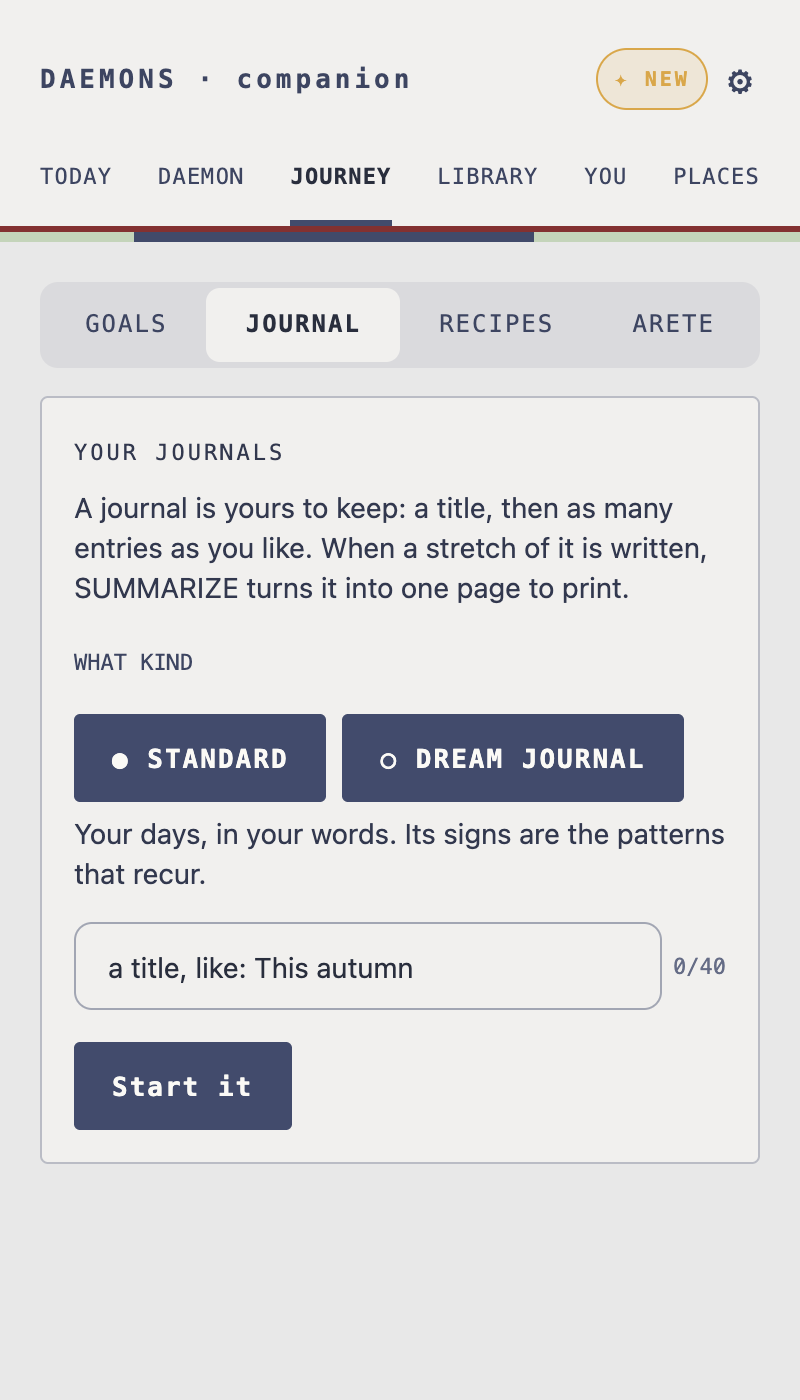 DAEMONS · companion
✦ NEW
⚙
TODAY DAEMON JOURNEY LIBRARY YOU PLACES
GOALS JOURNAL RECIPES ARETE
YOUR JOURNALS
A journal is yours to keep: a title, then as many
entries as you like. When a stretch of it is written,
SUMMARIZE turns it into one page to print.
WHAT KIND
● STANDARD ○ DREAM JOURNAL
Your days, in your words. Its signs are the patterns
that recur.
a title, like: This autumn 0/40
Start it